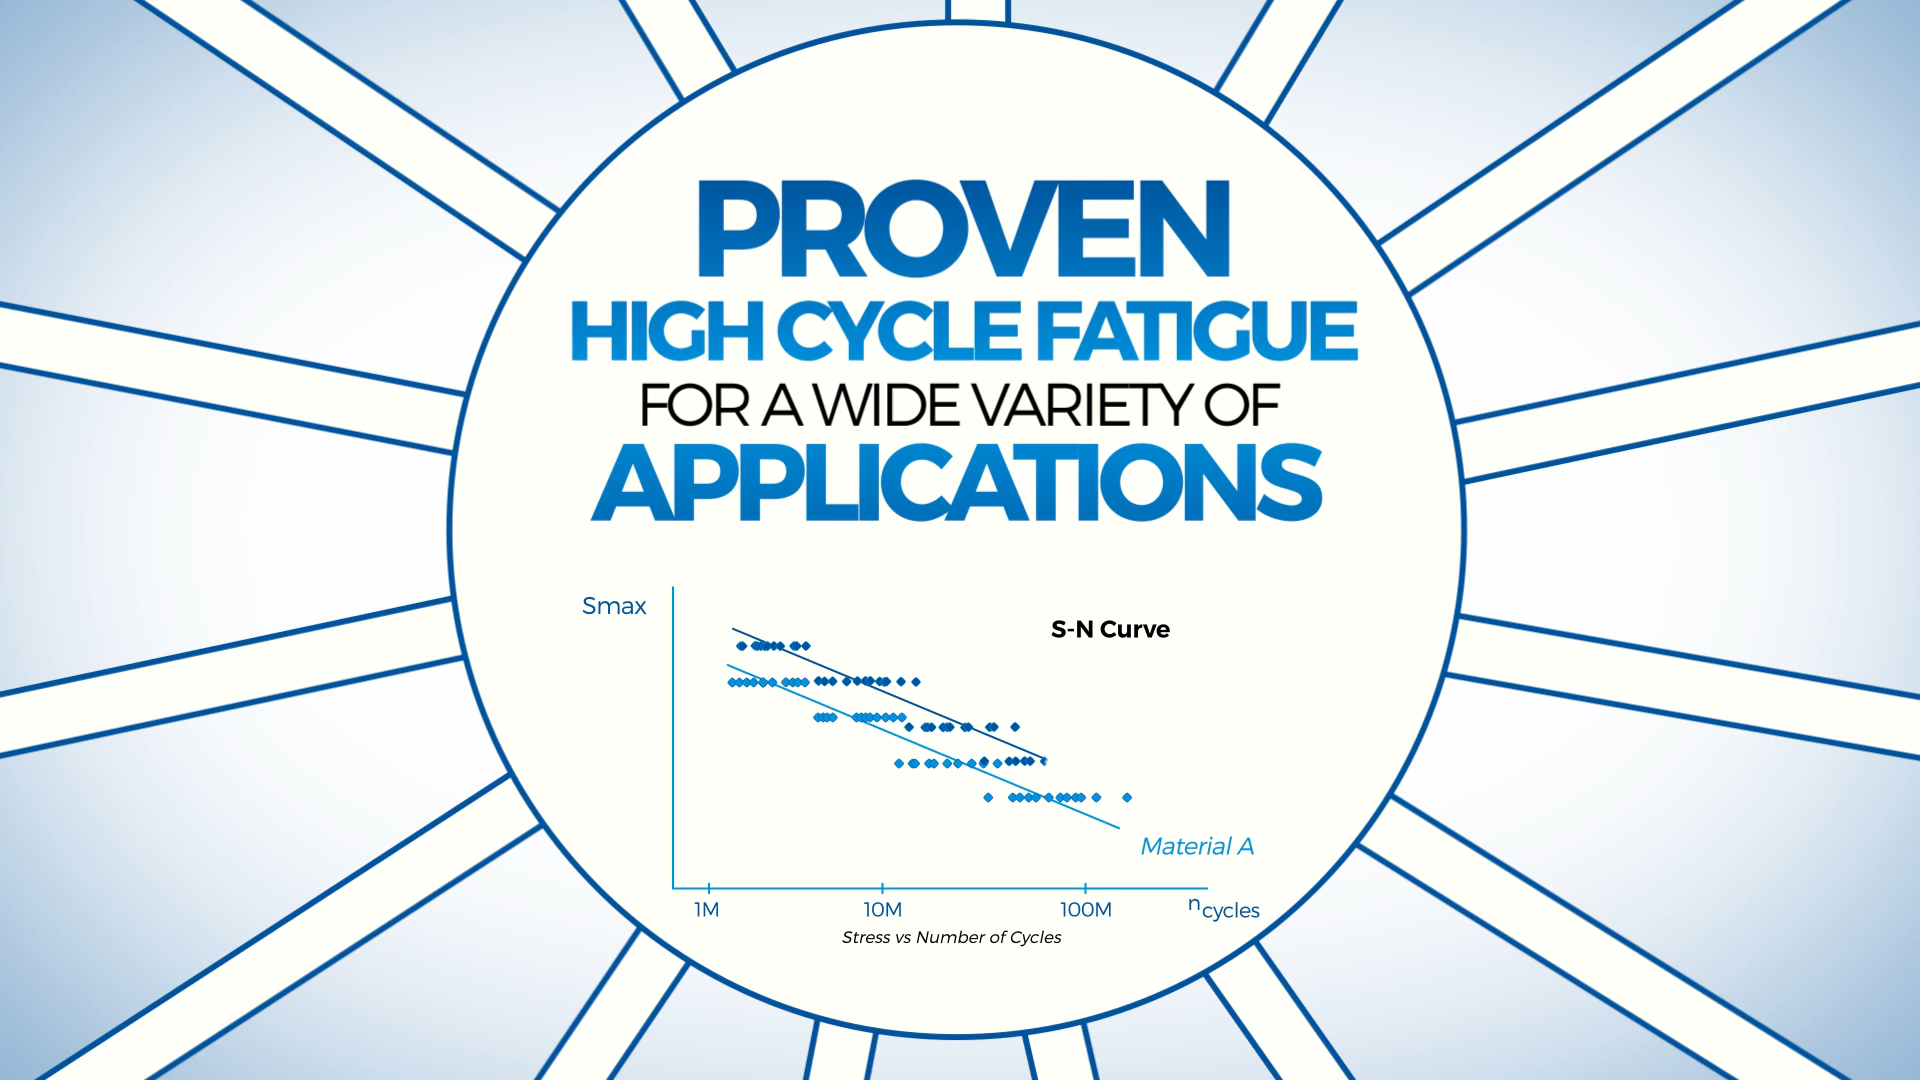 PROVEN
HIGH CYCLE FATIGUE
FOR A WIDE VARIETY OF
APPLICATIONS
Smax
S-N Curve
Material A
1M 10M 100M ncycles
Stress vs Number of Cycles